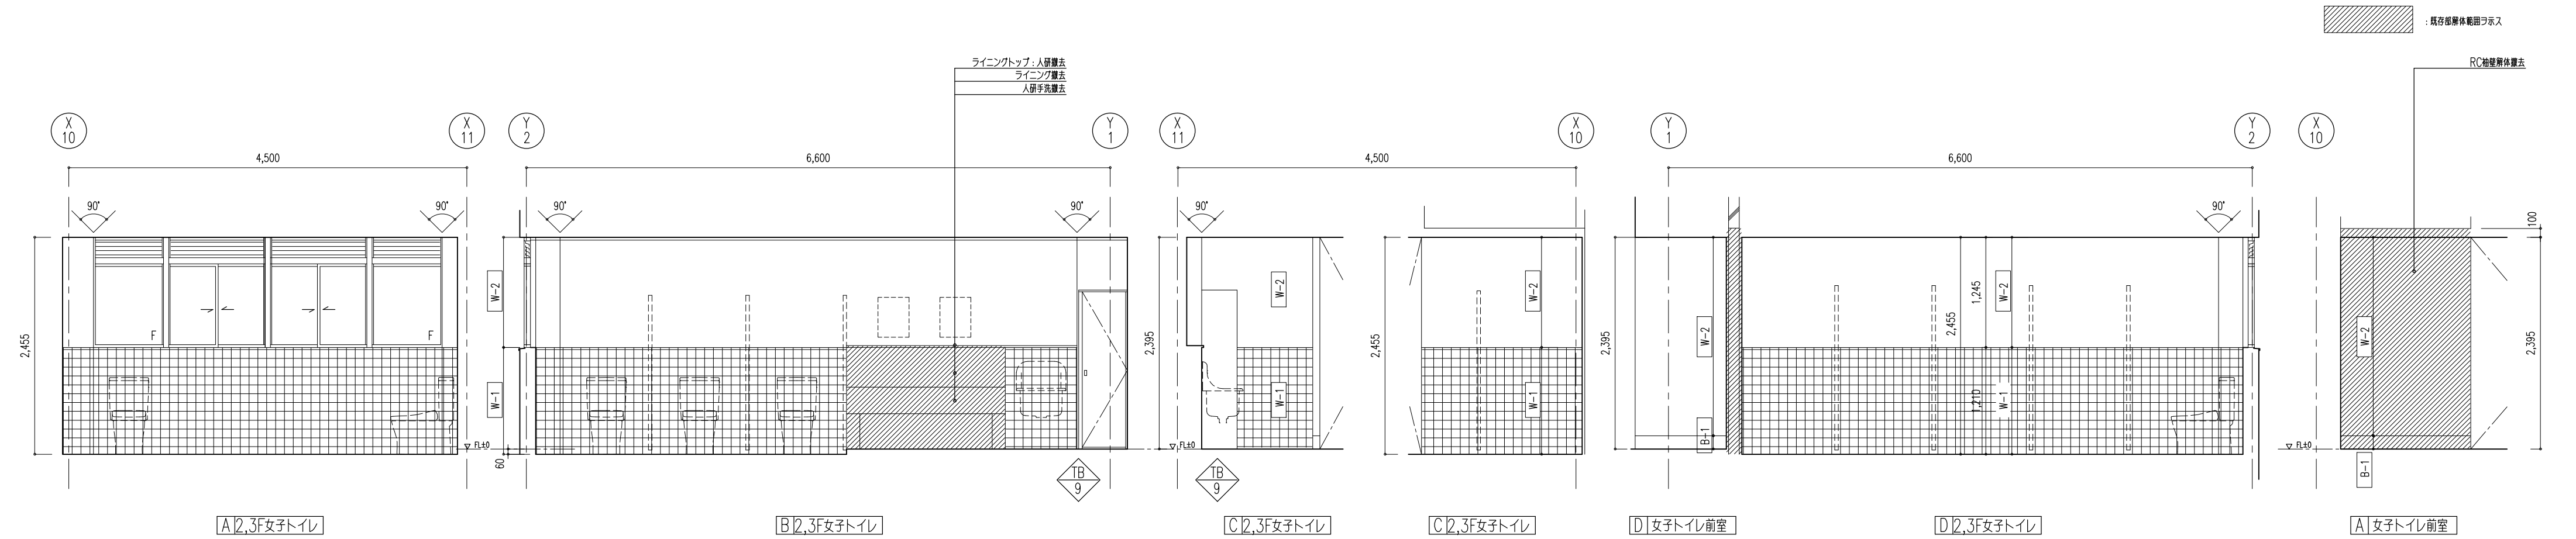 ：既存部解体範囲ヲ示ス
ライニングトップ：人研撤去
ライニング撤去
人研手洗撤去
RC袖壁解体撤去
X
10
X
11
Y
2
Y
1
X
11
X
10
Y
1
Y
2
X
10
4,500
6,600
4,500
6,600
90°
90°
90°
90°
90°
90°
100
2,455
F
F
W-2
W-1
FL±0
60
2,395
W-2
W-1
FL±0
2,455
W-2
W-1
2,395
W-2
B-1
2,455
1,245
W-2
1,210
W-1
FL±0
W-2
B-1
2,395
TB
9
TB
9
A 2,3F女子トイレ
B 2,3F女子トイレ
C 2,3F女子トイレ
C 2,3F女子トイレ
D 女子トイレ前室
D 2,3F女子トイレ
A 女子トイレ前室